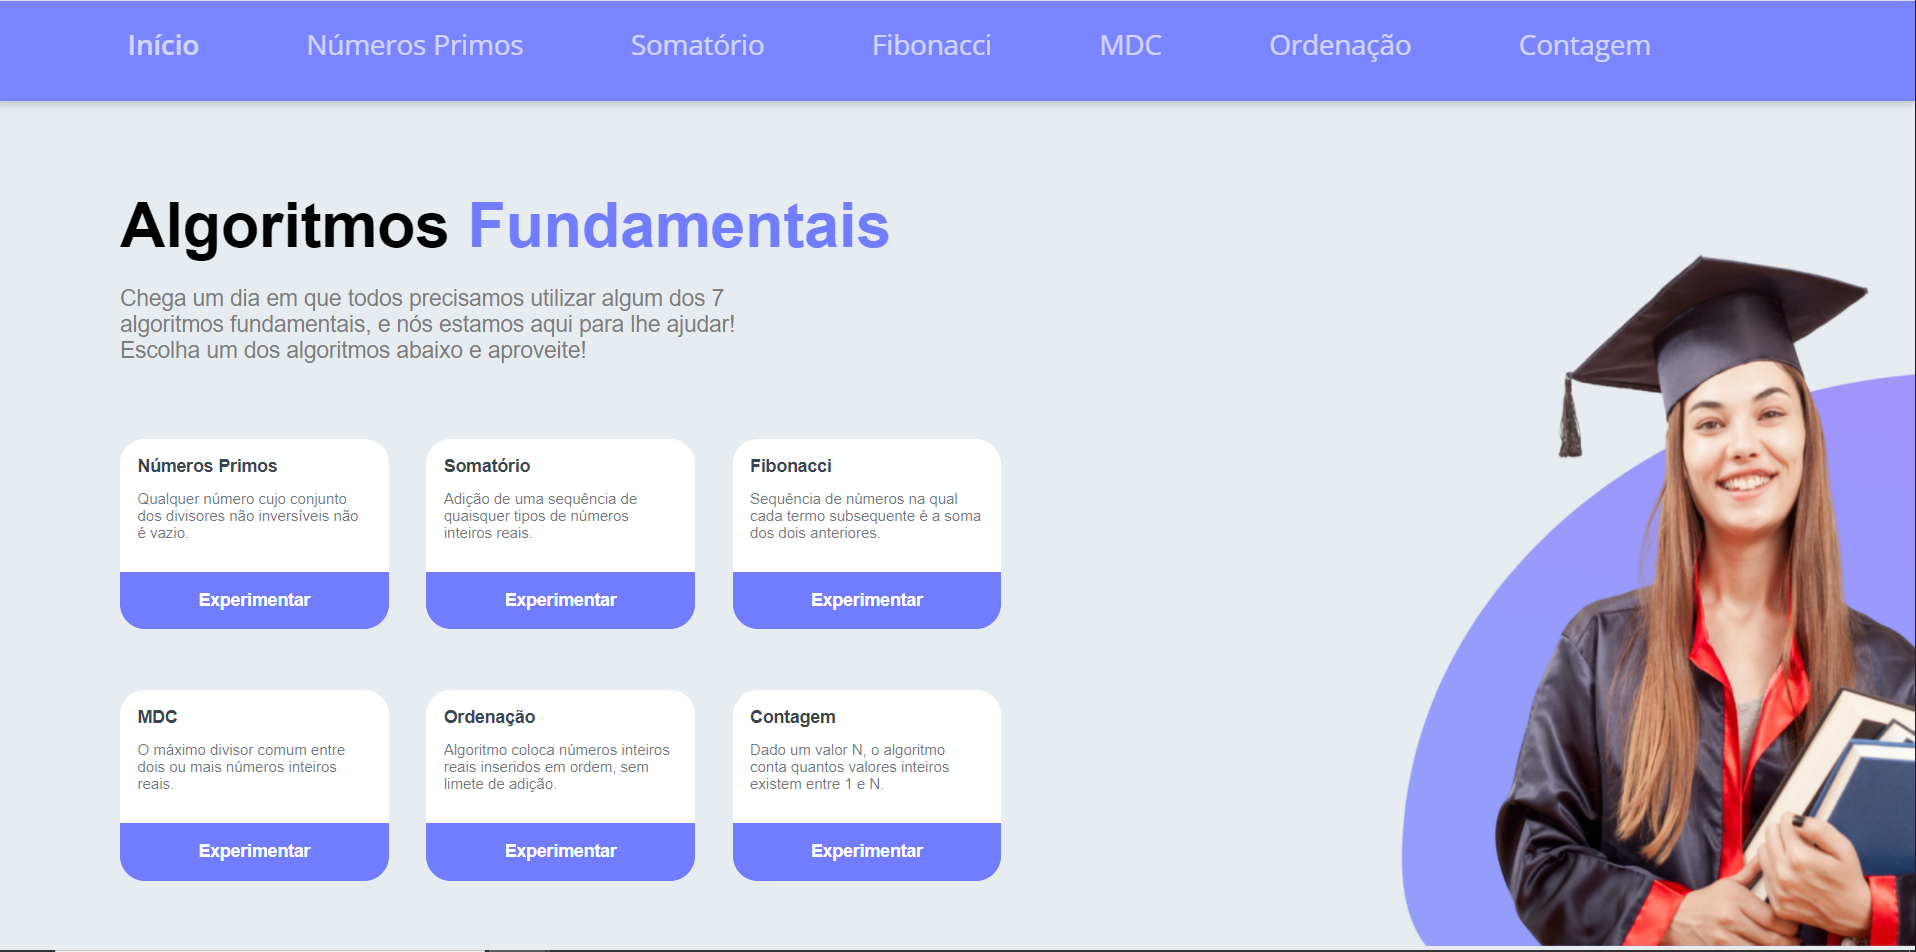 Início Números Primos Somatório Fibonacci MDC Ordenação Contagem
Algoritmos Fundamentais
Chega um dia em que todos precisamos utilizar algum dos 7
algoritmos fundamentais, e nós estamos aqui para lhe ajudar!
Escolha um dos algoritmos abaixo e aproveite!
Números Primos
Qualquer número cujo conjunto
dos divisores não inversíveis não
é vazio.
Experimentar
Somatório
Adição de uma sequência de
quaisquer tipos de números
inteiros reais.
Experimentar
Fibonacci
Sequência de números na qual
cada termo subsequente é a soma
dos dois anteriores.
Experimentar
MDC
O máximo divisor comum entre
dois ou mais números inteiros
reais.
Experimentar
Ordenação
Algoritmo coloca números inteiros
reais inseridos em ordem, sem
limete de adição.
Experimentar
Contagem
Dado um valor N, o algoritmo
conta quantos valores inteiros
existem entre 1 e N.
Experimentar